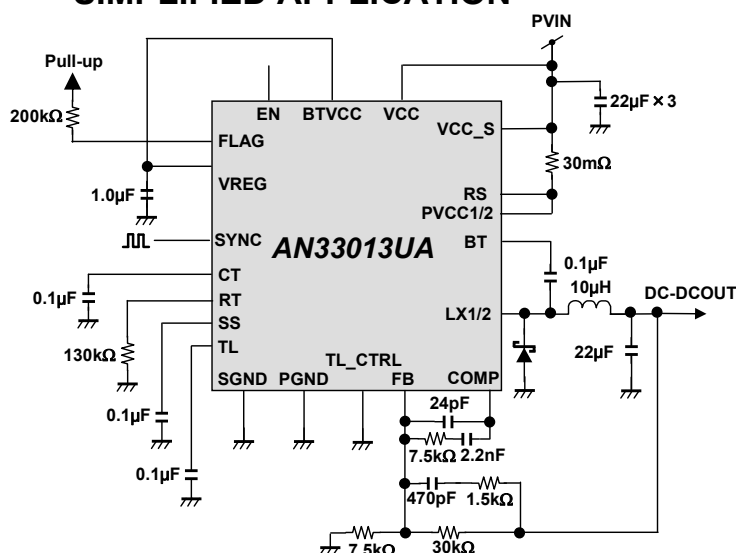 SIMPLIFIED APPLICATION
PVIN
Pull-up
200kΩ
EN
BTVCC
VCC
22µF×3
FLAG
VCC_S
30mΩ
VREG
1.0µF
RS
PVCC1/2
SYNC
AN33013UA
BT
CT
0.1µF
0.1µF
10µH
DC-DCOUT
RT
LX1/2
SS
130kΩ
TL
22µF
TL_CTRL
SGND
PGND
FB
COMP
24pF
0.1µF
7.5kΩ
2.2nF
0.1µF
470pF
1.5kΩ
7.5kΩ
30kΩ